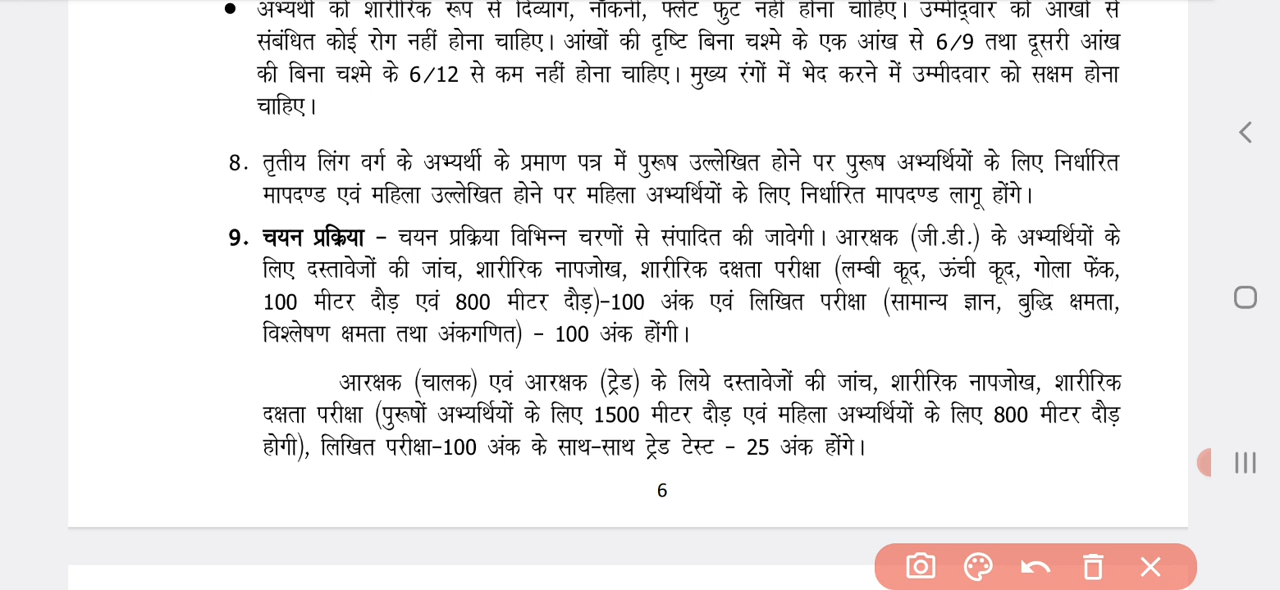 • अभ्यर्थी को शारीरिक रूप से दिव्यांग, नॉकनी, फ्लेट फुट नहीं होना चाहिए। उम्मीद्वार को आंखों से
संबंधित कोई रोग नहीं होना चाहिए। आंखों की दृष्टि बिना चश्मे के एक आंख से 6/9 तथा दूसरी आंख
की बिना चश्मे के 6/12 से कम नहीं होना चाहिए। मुख्य रंगों में भेद करने में उम्मीदवार को सक्षम होना
चाहिए।
8. तृतीय लिंग वर्ग के अभ्यर्थी के प्रमाण पत्र में पुरूष उल्लेखित होने पर पुरूष अभ्यर्थियों के लिए निर्धारित
मापदण्ड एवं महिला उल्लेखित होने पर महिला अभ्यर्थियों के लिए निर्धारित मापदण्ड लागू होंगे।
9. चयन प्रक्रिया – चयन प्रक्रिया विभिन्न चरणों से संपादित की जावेगी। आरक्षक (जी.डी.) के अभ्यर्थियों के
लिए दस्तावेजों की जांच, शारीरिक नापजोख, शारीरिक दक्षता परीक्षा (लम्बी कूद, ऊंची कूद, गोला फेंक,
100 मीटर दौड़ एवं 800 मीटर दौड़)–100 अंक एवं लिखित परीक्षा (सामान्य ज्ञान, बुद्धि क्षमता,
विश्लेषण क्षमता तथा अंकगणित) – 100 अंक होंगी।
आरक्षक (चालक) एवं आरक्षक (ट्रेड) के लिये दस्तावेजों की जांच, शारीरिक नापजोख, शारीरिक
दक्षता परीक्षा (पुरूषों अभ्यर्थियों के लिए 1500 मीटर दौड़ एवं महिला अभ्यर्थियों के लिए 800 मीटर दौड़
होगी), लिखित परीक्षा–100 अंक के साथ–साथ ट्रेड टेस्ट – 25 अंक होंगे।
6